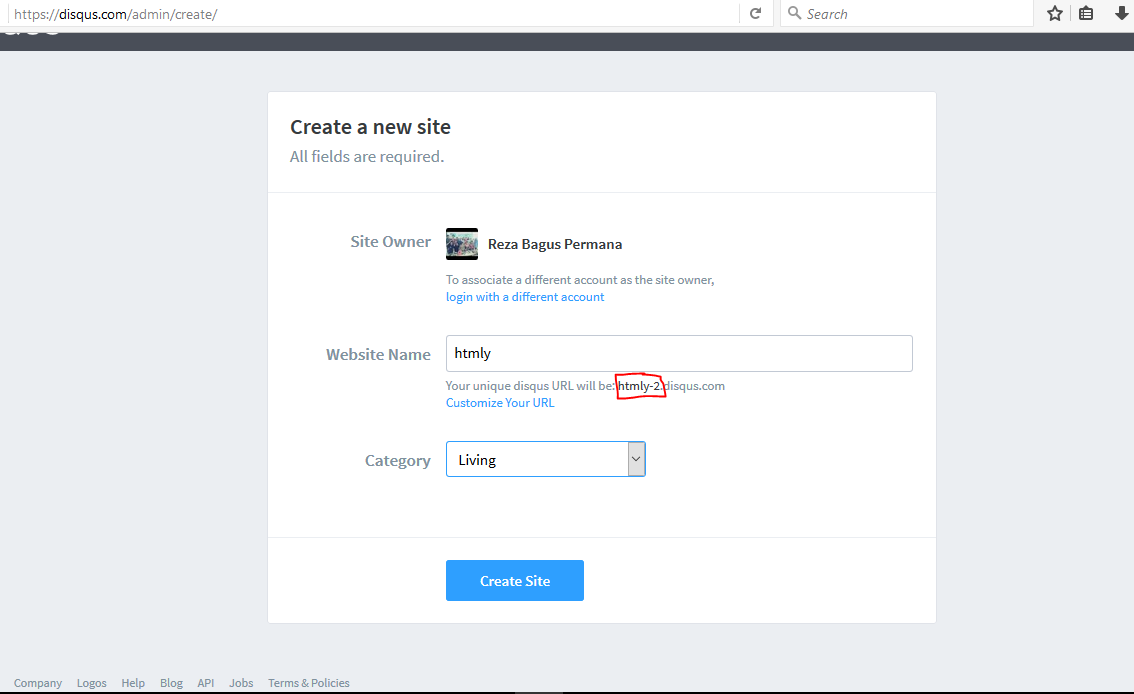 https://disqus.com/admin/create/
Search
Create a new site
All fields are required.
Site Owner
Reza Bagus Permana
To associate a different account as the site owner,
login with a different account
Website Name
htmly
Your unique disqus URL will be: htmly-2.disqus.com
Customize Your URL
Category
Living
Create Site
Company Logos Help Blog API Jobs Terms & Policies